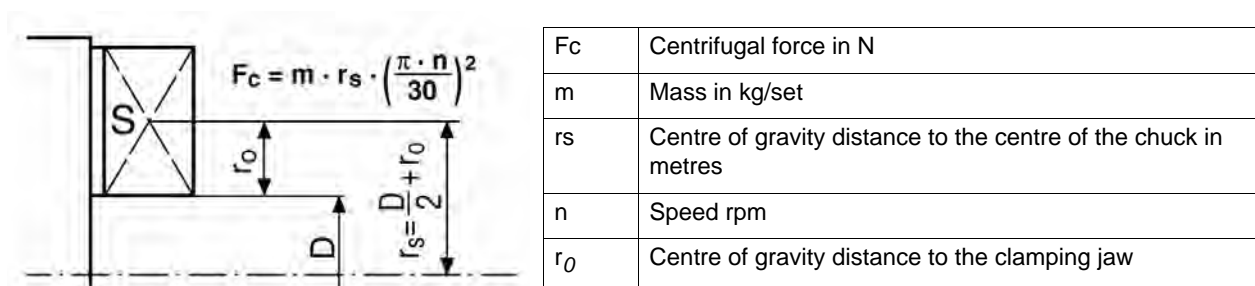 Fc = m · rs · (π · n / 30)²
S
r₀
D
rs = D/2 + r₀
Fc Centrifugal force in N
m Mass in kg/set
rs Centre of gravity distance to the centre of the chuck in
metres
n Speed rpm
r₀ Centre of gravity distance to the clamping jaw